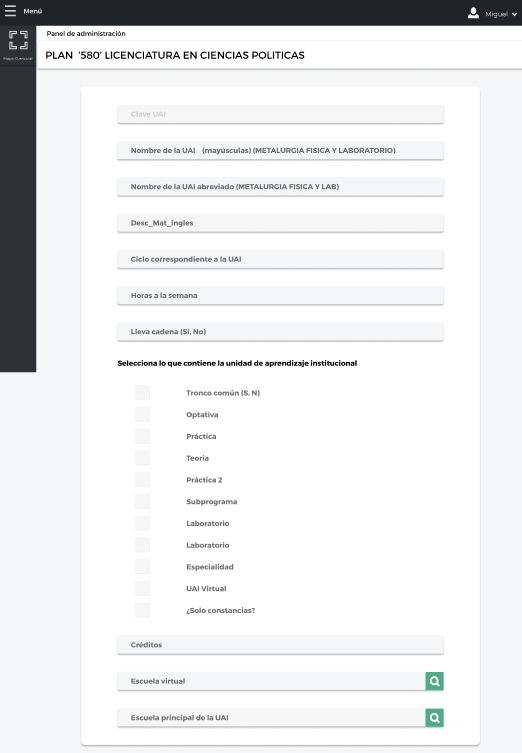 Menú
Miguel
Panel de administración
Mapa Curricular
PLAN '580' LICENCIATURA EN CIENCIAS POLITICAS
Clave UAI
Nombre de la UAI (mayúsculas) (METALURGIA FISICA Y LABORATORIO)
Nombre de la UAI abreviado (METALURGIA FISICA Y LAB)
Desc_Mat_ingles
Ciclo correspondiente a la UAI
Horas a la semana
Lleva cadena (Si, No)
Selecciona lo que contiene la unidad de aprendizaje institucional
Tronco común (S, N)
Optativa
Práctica
Teoria
Práctica 2
Subprograma
Laboratorio
Laboratorio
Especialidad
UAI Virtual
¿Solo constancias?
Créditos
Escuela virtual
Escuela principal de la UAI